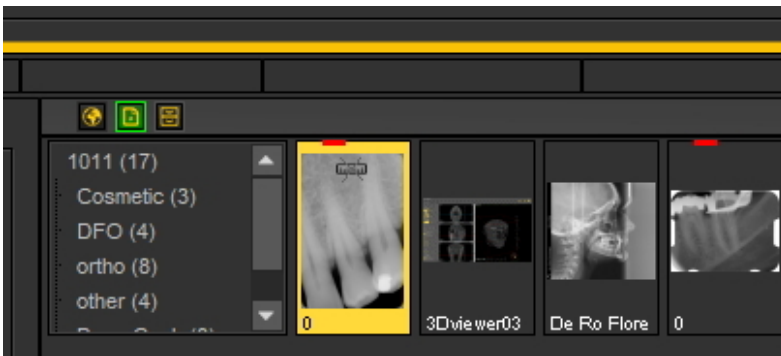 1011 (17)
Cosmetic (3)
DFO (4)
ortho (8)
other (4)
0
3Dviewer03
De Ro Flore
0